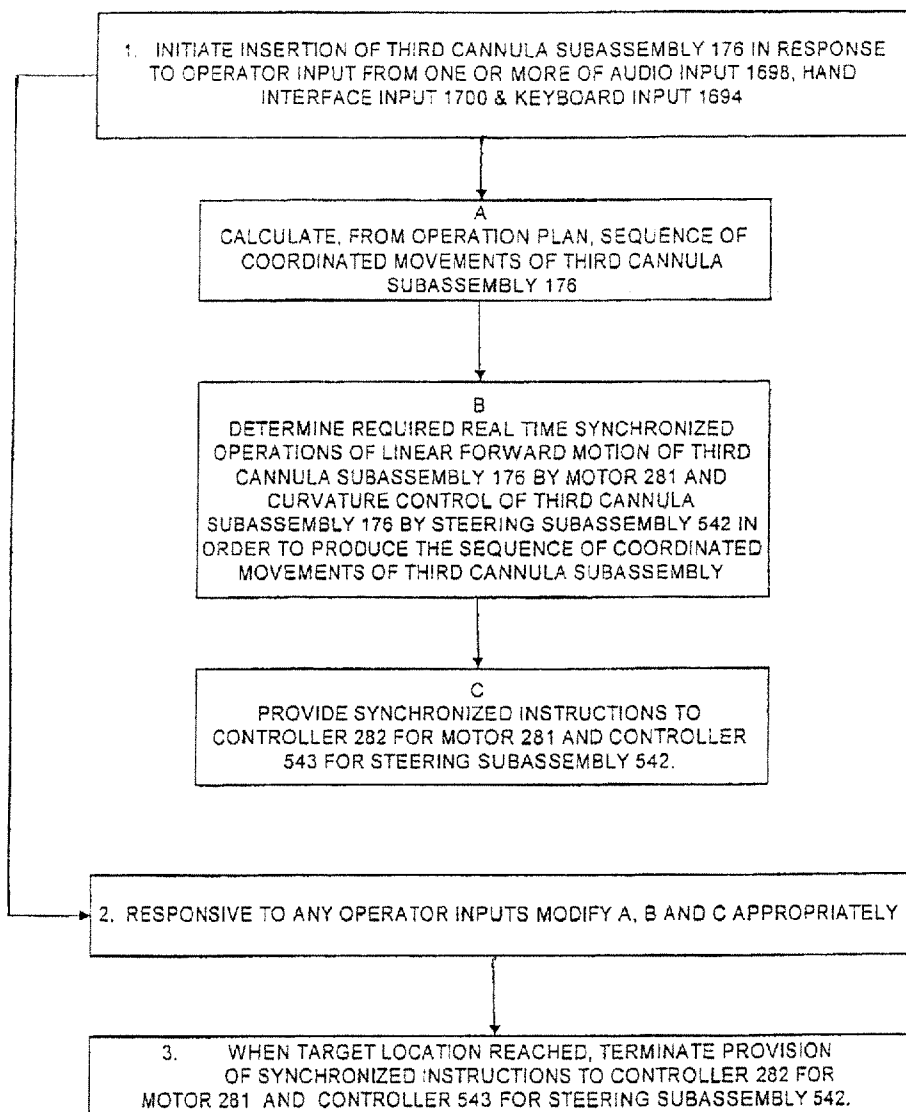 1. INITIATE INSERTION OF THIRD CANNULA SUBASSEMBLY 176 IN RESPONSE
TO OPERATOR INPUT FROM ONE OR MORE OF AUDIO INPUT 1698, HAND
INTERFACE INPUT 1700 & KEYBOARD INPUT 1694
A
CALCULATE, FROM OPERATION PLAN, SEQUENCE OF
COORDINATED MOVEMENTS OF THIRD CANNULA
SUBASSEMBLY 176
B
DETERMINE REQUIRED REAL TIME SYNCHRONIZED
OPERATIONS OF LINEAR FORWARD MOTION OF THIRD
CANNULA SUBASSEMBLY 176 BY MOTOR 281 AND
CURVATURE CONTROL OF THIRD CANNULA
SUBASSEMBLY 176 BY STEERING SUBASSEMBLY 542 IN
ORDER TO PRODUCE THE SEQUENCE OF COORDINATED
MOVEMENTS OF THIRD CANNULA SUBASSEMBLY
C
PROVIDE SYNCHRONIZED INSTRUCTIONS TO
CONTROLLER 282 FOR MOTOR 281 AND CONTROLLER
543 FOR STEERING SUBASSEMBLY 542.
2. RESPONSIVE TO ANY OPERATOR INPUTS MODIFY A, B AND C APPROPRIATELY
3. WHEN TARGET LOCATION REACHED, TERMINATE PROVISION
OF SYNCHRONIZED INSTRUCTIONS TO CONTROLLER 282 FOR
MOTOR 281 AND CONTROLLER 543 FOR STEERING SUBASSEMBLY 542.